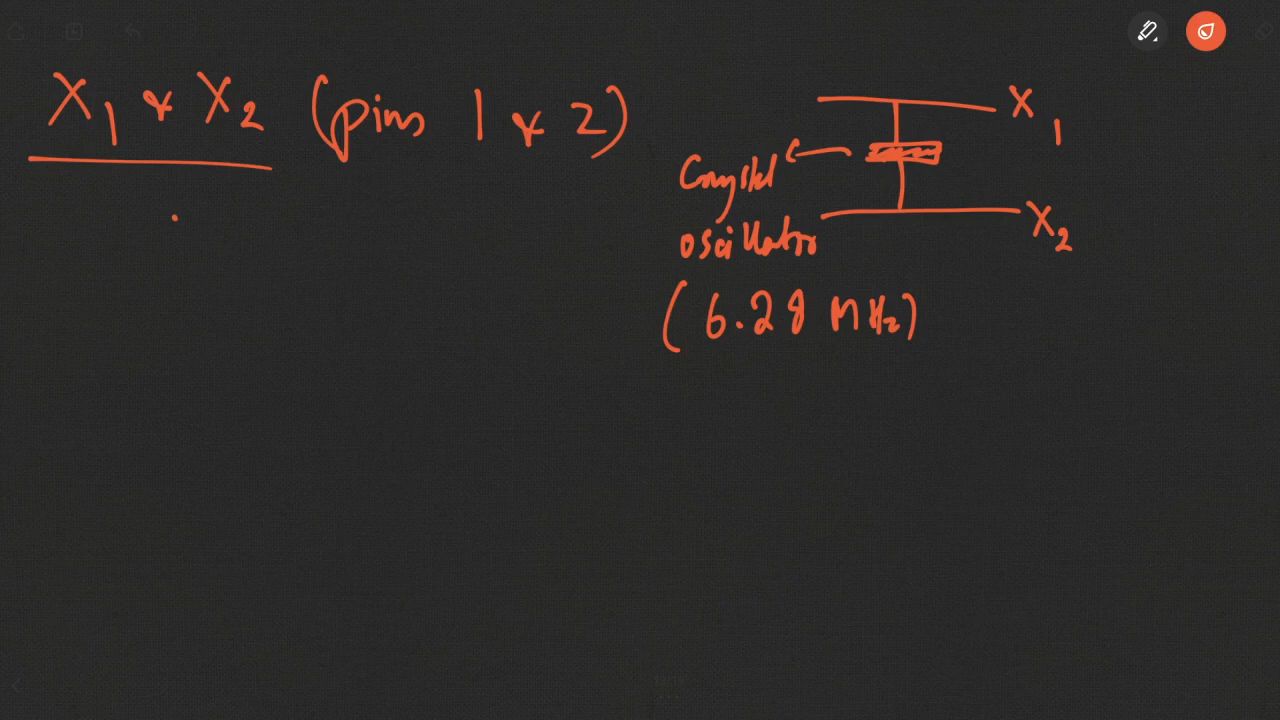 X1 & X2 (pins 1 & 2)
X1
Crystal
oscillator
X2
(6.28 MHz)